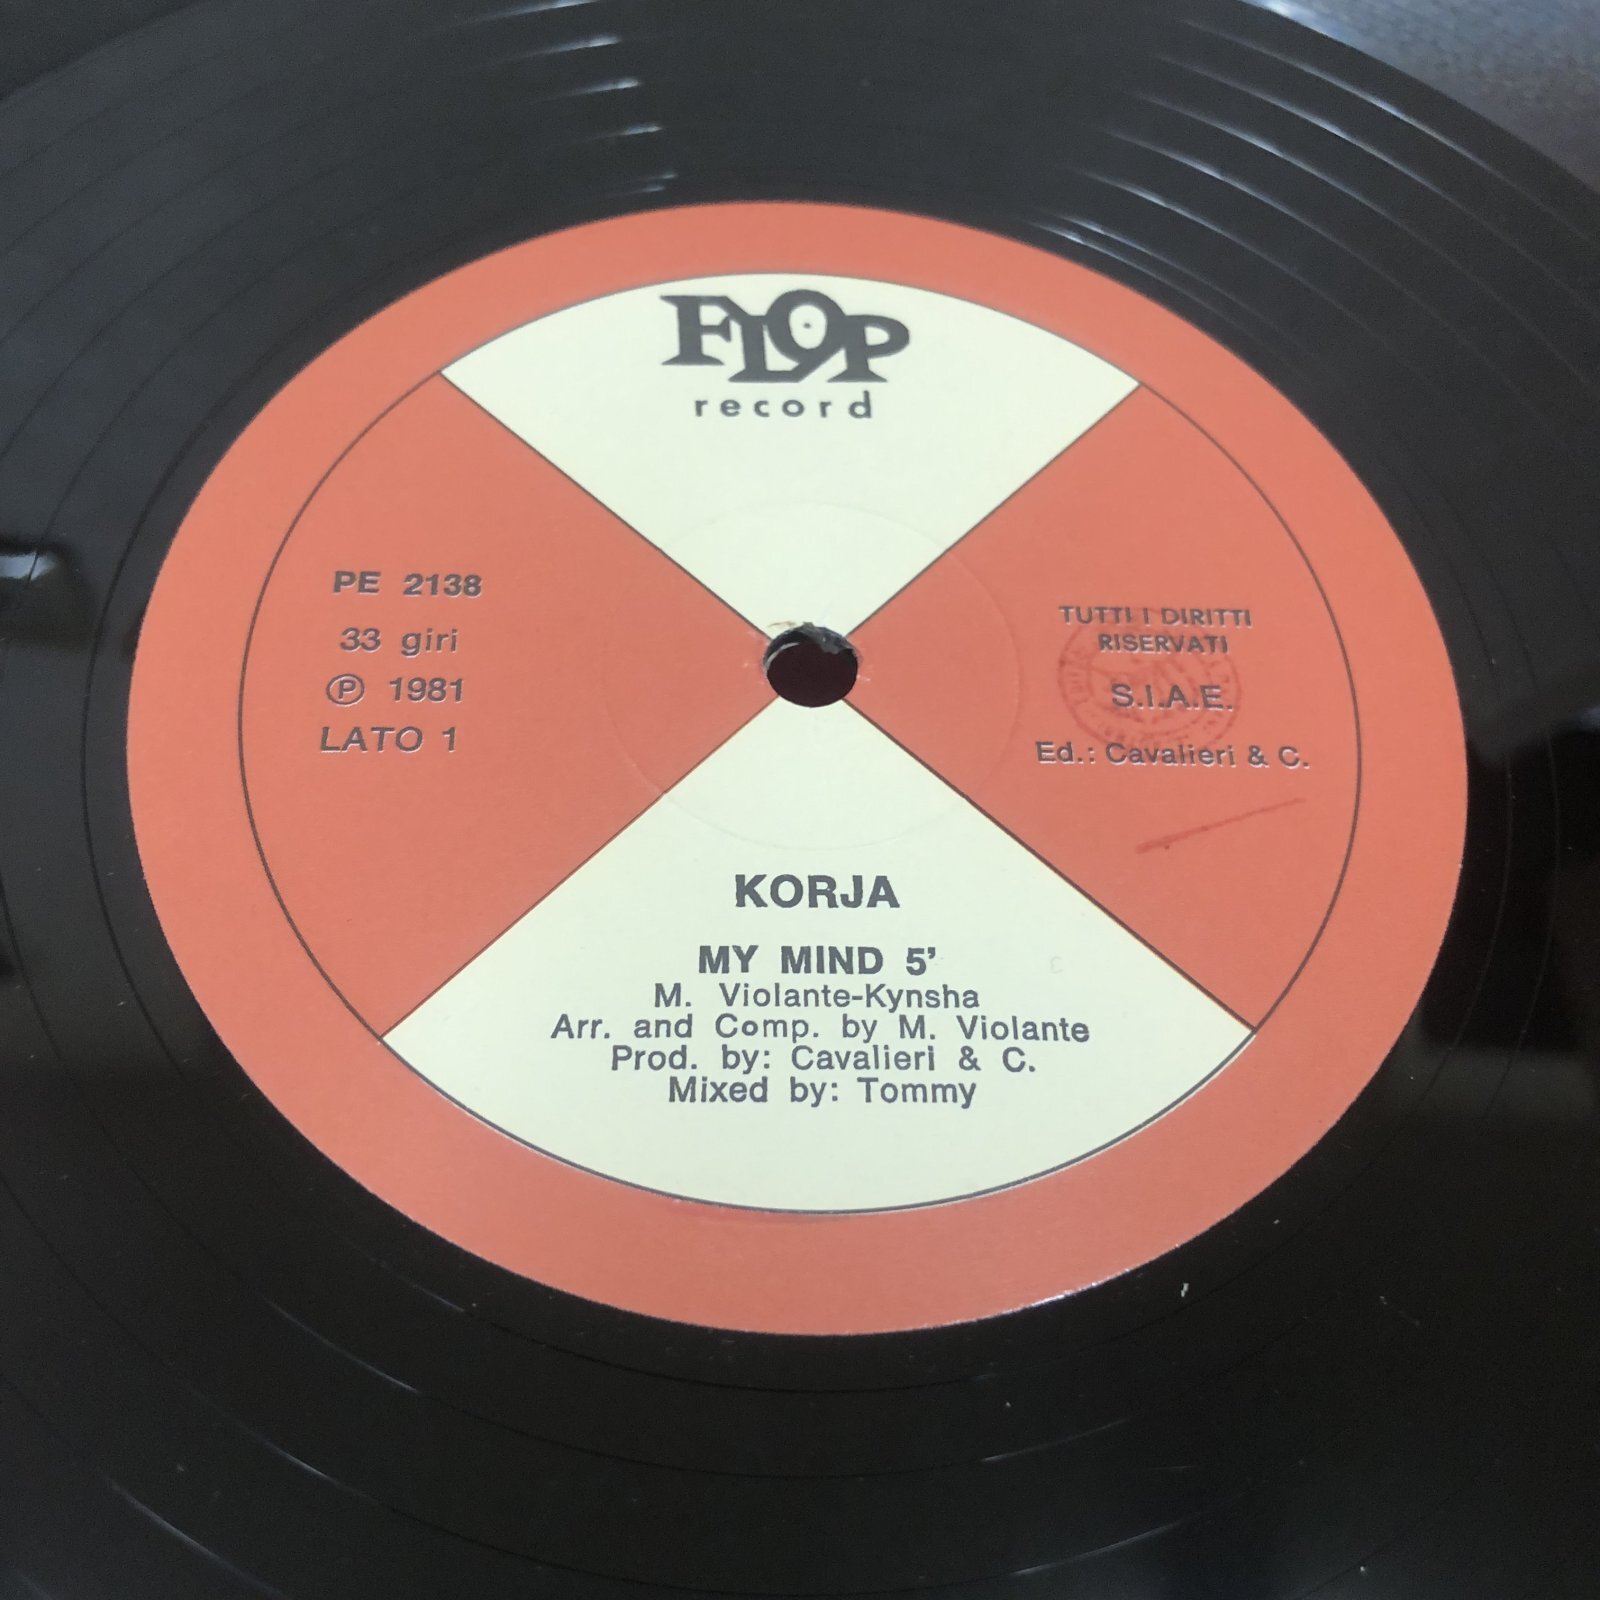 FLOP
record
PE 2138
33 giri
Ⓟ 1981
LATO 1
TUTTI I DIRITTI
RISERVATI
S.I.A.E.
Ed.: Cavalieri & C.
KORJA
MY MIND 5'
M. Violante-Kynsha
Arr. and Comp. by M. Violante
Prod. by: Cavalieri & C.
Mixed by: Tommy